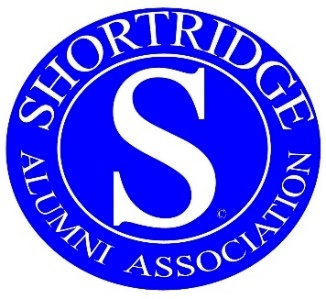 SHORTRIDGE
S
©
ALUMNI ASSOCIATION